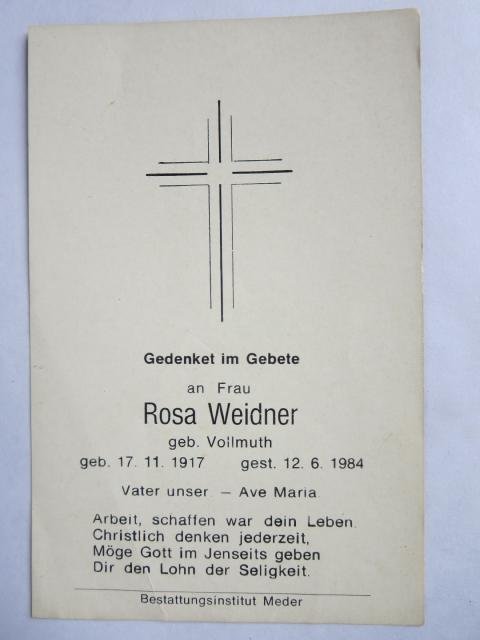 Gedenket im Gebete
an Frau
Rosa Weidner
geb. Vollmuth
geb. 17. 11. 1917 gest. 12. 6. 1984
Vater unser – Ave Maria
Arbeit, schaffen war dein Leben.
Christlich denken jederzeit,
Möge Gott im Jenseits geben
Dir den Lohn der Seligkeit.
Bestattungsinstitut Meder